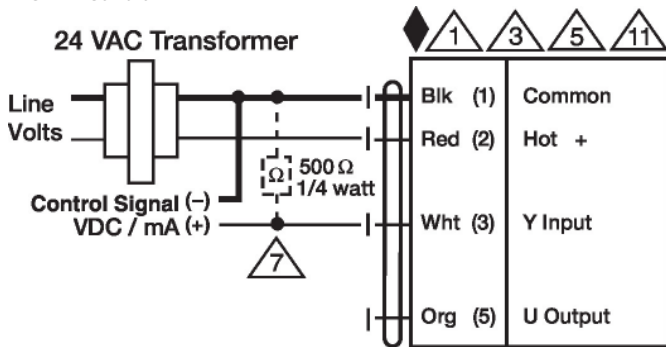 24 VAC Transformer
1 3 5 11
Line
Volts
Blk (1) Common
Red (2) Hot +
Ω 500 Ω
1/4 watt
Control Signal (–)
VDC / mA (+)
Wht (3) Y Input
7
Org (5) U Output